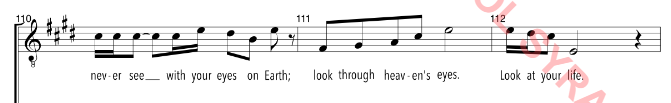 110 111 112
nev-er see__ with your eyes on Earth; look through heav-en's eyes. Look at your life.